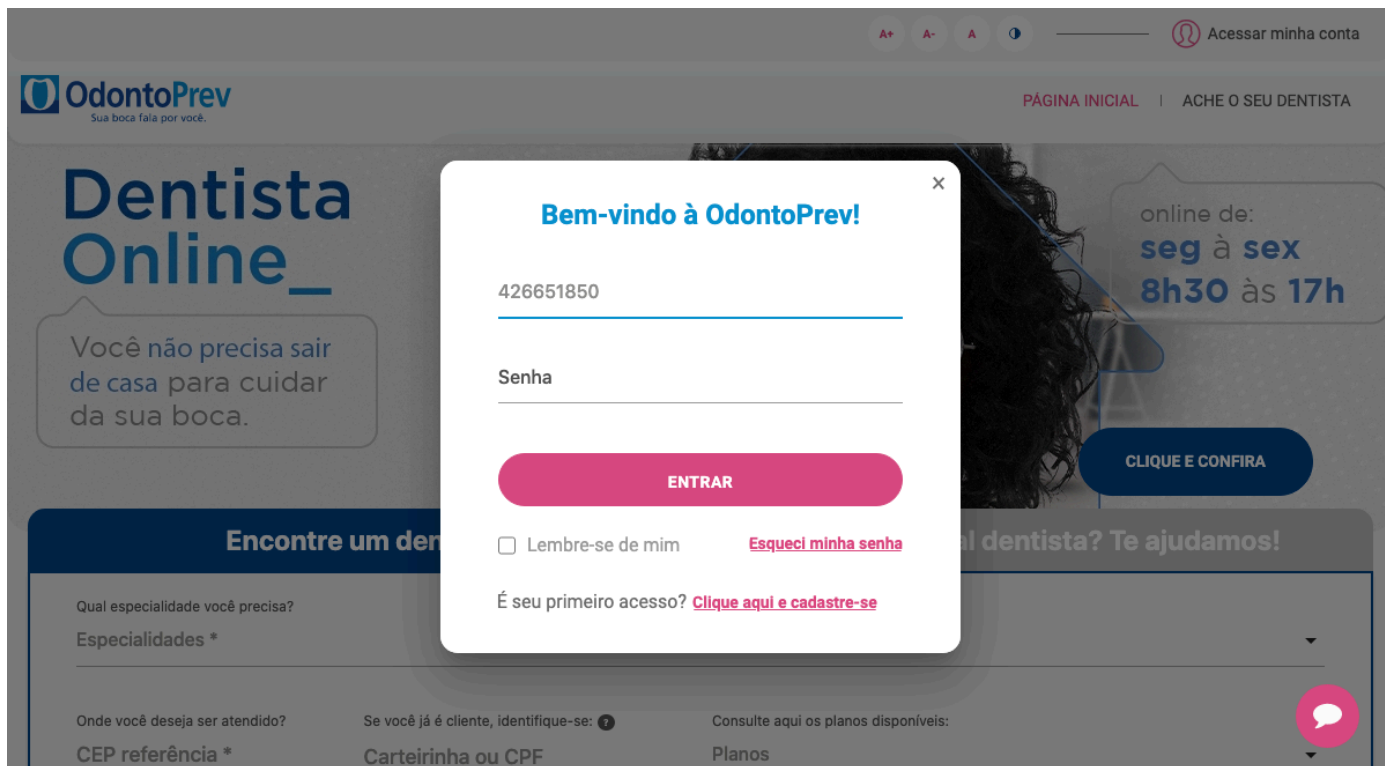 A+ A- A Acessar minha conta
OdontoPrev
Sua boca fala por você.
PÁGINA INICIAL | ACHE O SEU DENTISTA
Dentista
Online_
Você não precisa sair
de casa para cuidar
da sua boca.
online de:
seg à sex
8h30 às 17h
CLIQUE E CONFIRA
×
Bem-vindo à OdontoPrev!
426651850
Senha
ENTRAR
Lembre-se de mim Esqueci minha senha
É seu primeiro acesso? Clique aqui e cadastre-se
Encontre um den
al dentista? Te ajudamos!
Qual especialidade você precisa?
Especialidades *
Onde você deseja ser atendido? Se você já é cliente, identifique-se: ? Consulte aqui os planos disponíveis:
CEP referência * Carteirinha ou CPF Planos